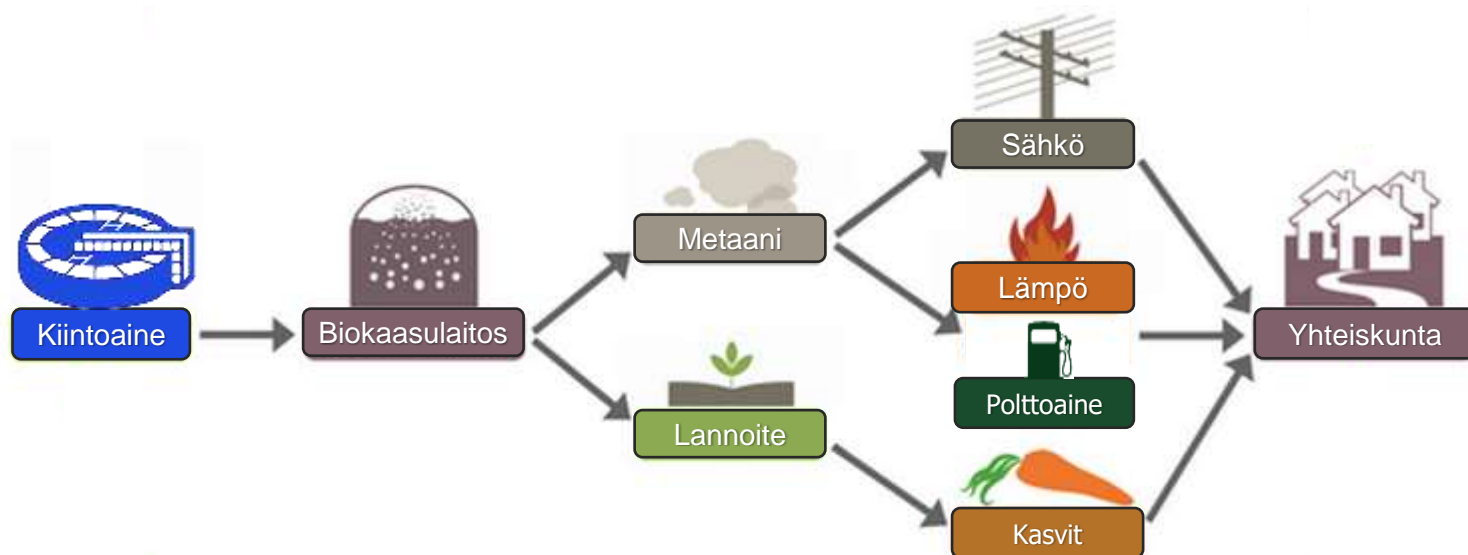 Kiintoaine
Biokaasulaitos
Metaani
Lannoite
Sähkö
Lämpö
Polttoaine
Kasvit
Yhteiskunta